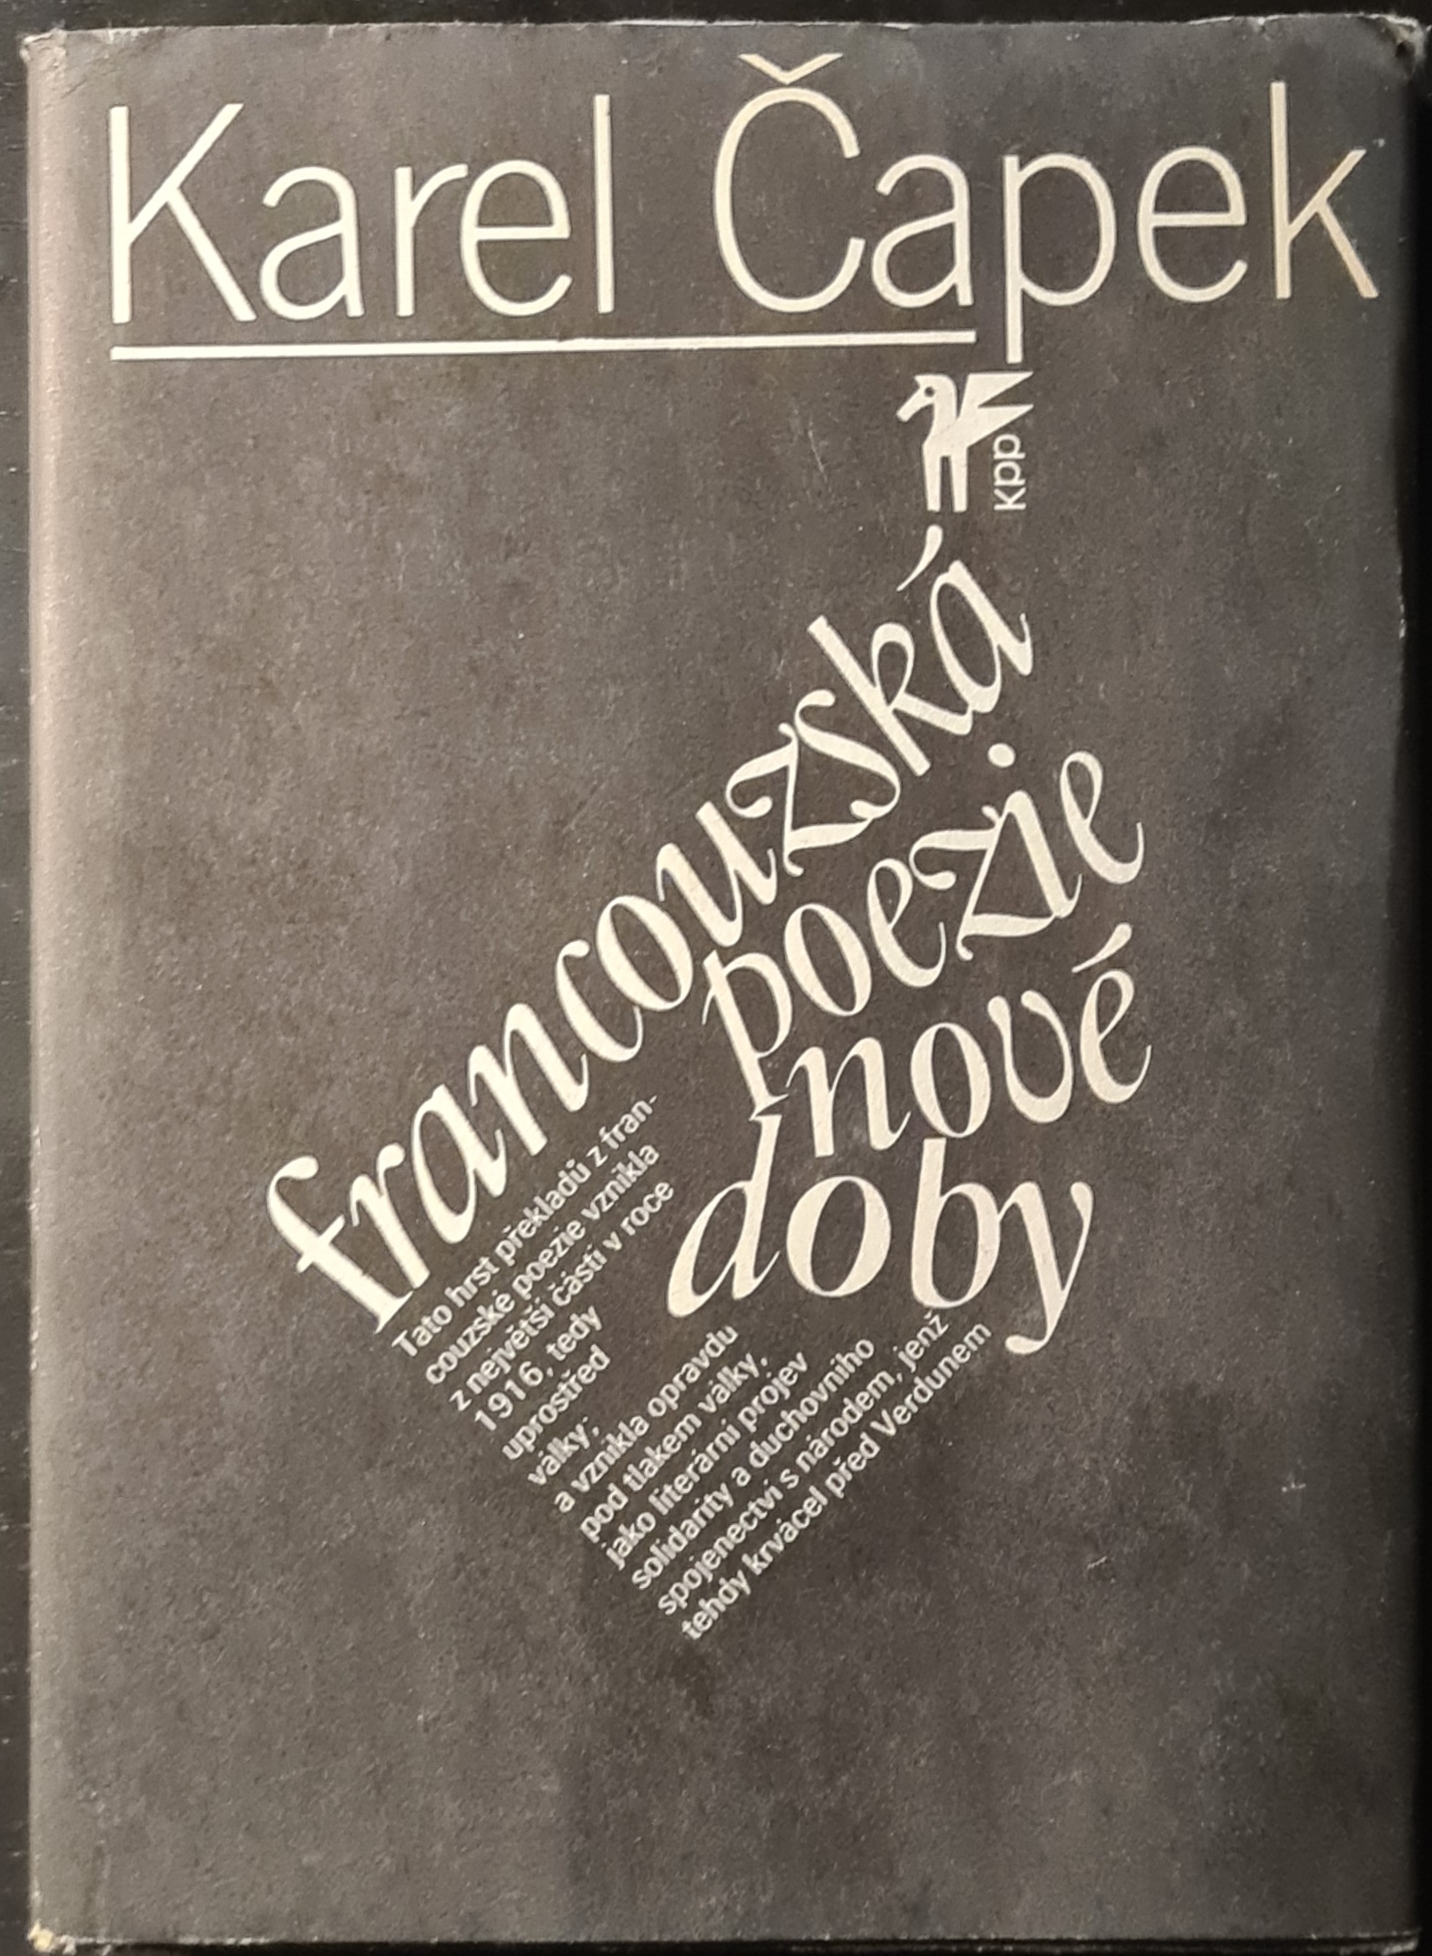 Karel Čapek
kpp
francouzská
poezie
nové
doby
Tato hrst překladů z fran-
couzské poezie vznikla
z největší části v roce
1916, tedy
uprostřed
války;
a vznikla opravdu
pod tlakem války,
jako literární projev
solidarity a duchovního
spojenectví s národem, jenž
tehdy krvácel před Verdunem